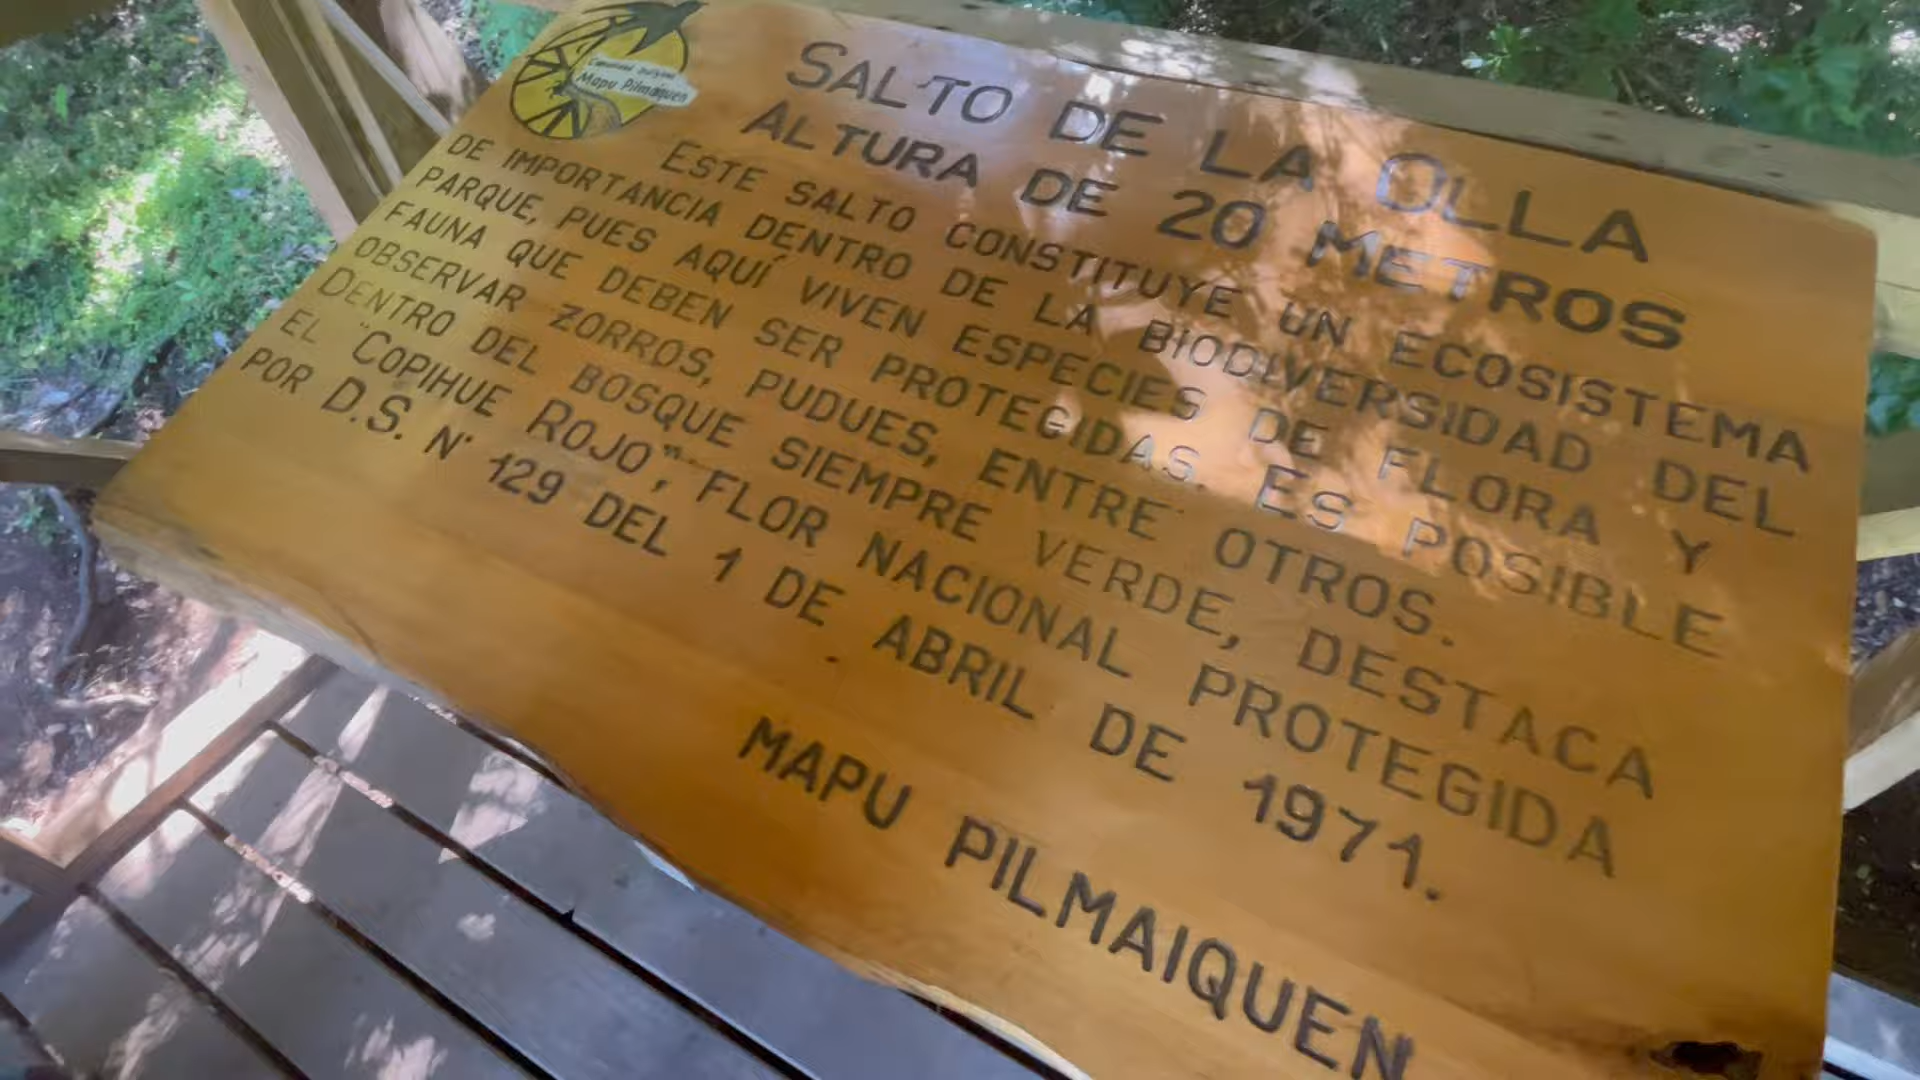 Mapu Pilmaiquen
SALTO DE LA OLLA
ALTURA DE 20 METROS
ESTE SALTO CONSTITUYE UN ECOSISTEMA
DE IMPORTANCIA DENTRO DE LA BIODIVERSIDAD DEL
PARQUE, PUES AQUÍ VIVEN ESPECIES DE FLORA Y
FAUNA QUE DEBEN SER PROTEGIDAS. ES POSIBLE
OBSERVAR ZORROS, PUDUES, ENTRE OTROS.
DENTRO DEL BOSQUE SIEMPRE VERDE, DESTACA
EL "COPIHUE ROJO", FLOR NACIONAL PROTEGIDA
POR D.S. N° 129 DEL 1 DE ABRIL DE 1971.
MAPU PILMAIQUEN